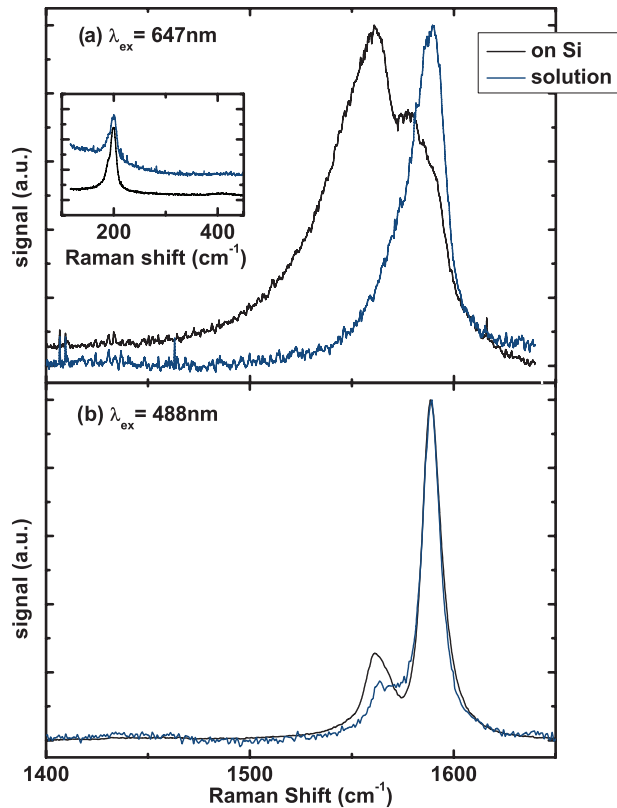 (a) λex = 647nm
on Si
solution
signal (a.u.)
200 400
Raman shift (cm-1)
(b) λex = 488nm
signal (a.u.)
1400 1500 1600
Raman Shift (cm-1)